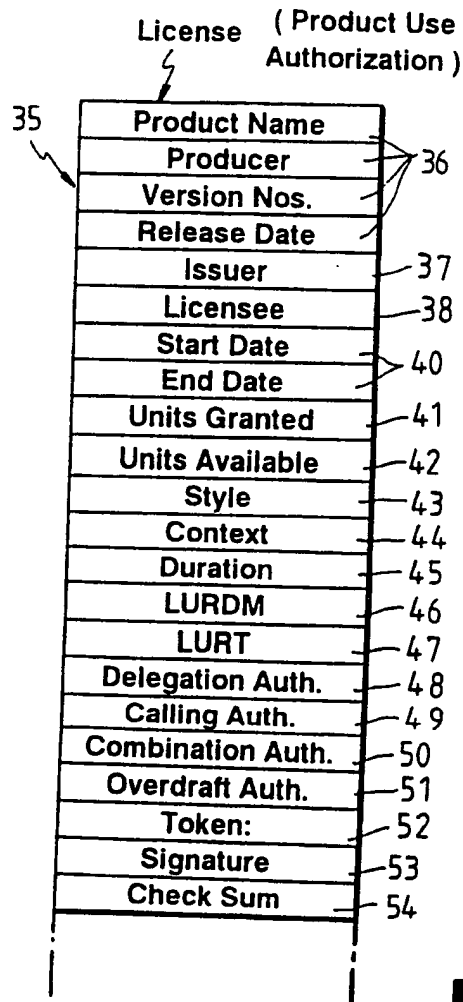 License ( Product Use
Authorization )
35
Product Name
Producer 36
Version Nos.
Release Date
Issuer 37
Licensee 38
Start Date
40
End Date
Units Granted 41
Units Available 42
Style 43
Context 44
Duration 45
LURDM 46
LURT 47
Delegation Auth. 48
Calling Auth. 49
Combination Auth. 50
Overdraft Auth. 51
Token: 52
Signature 53
Check Sum 54